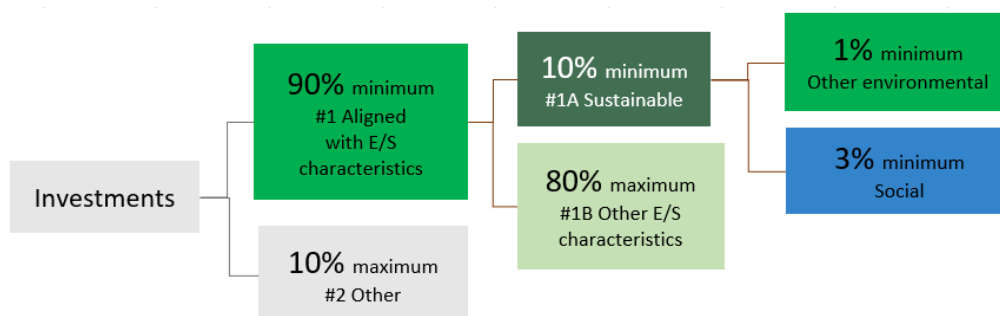 Investments
90% minimum
#1 Aligned
with E/S
characteristics
10% maximum
#2 Other
10% minimum
#1A Sustainable
80% maximum
#1B Other E/S
characteristics
1% minimum
Other environmental
3% minimum
Social